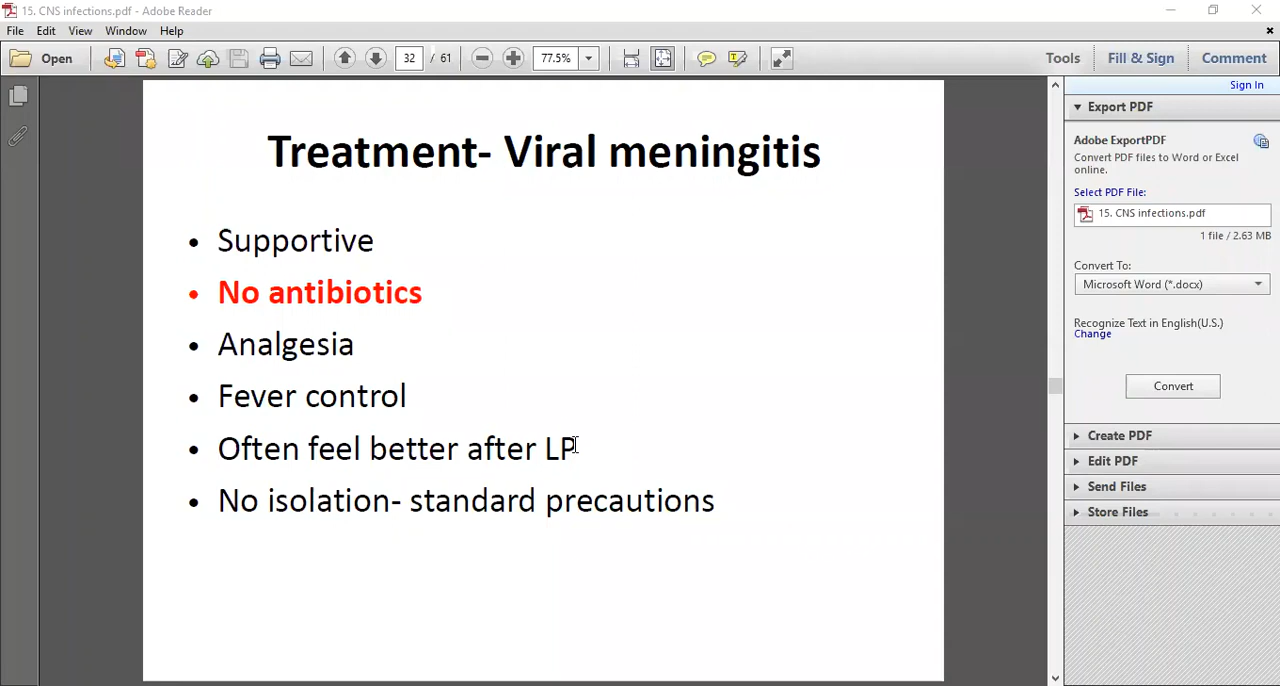 15. CNS infections.pdf - Adobe Reader
File Edit View Window Help
Open 32 / 61 77.5% Tools Fill & Sign Comment
Sign In
Treatment- Viral meningitis
• Supportive
• No antibiotics
• Analgesia
• Fever control
• Often feel better after LP
• No isolation- standard precautions
Export PDF
Adobe ExportPDF
Convert PDF files to Word or Excel
online.
Select PDF File:
15. CNS infections.pdf
1 file / 2.63 MB
Convert To:
Microsoft Word (*.docx)
Recognize Text in English(U.S.)
Change
Convert
Create PDF
Edit PDF
Send Files
Store Files